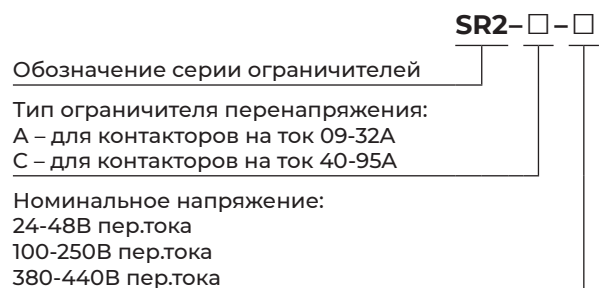 SR2–□–□
Обозначение серии ограничителей
Тип ограничителя перенапряжения:
А – для контакторов на ток 09-32А
С – для контакторов на ток 40-95А
Номинальное напряжение:
24-48В пер.тока
100-250В пер.тока
380-440В пер.тока